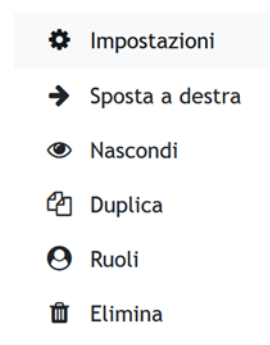 Impostazioni
Sposta a destra
Nascondi
Duplica
Ruoli
Elimina